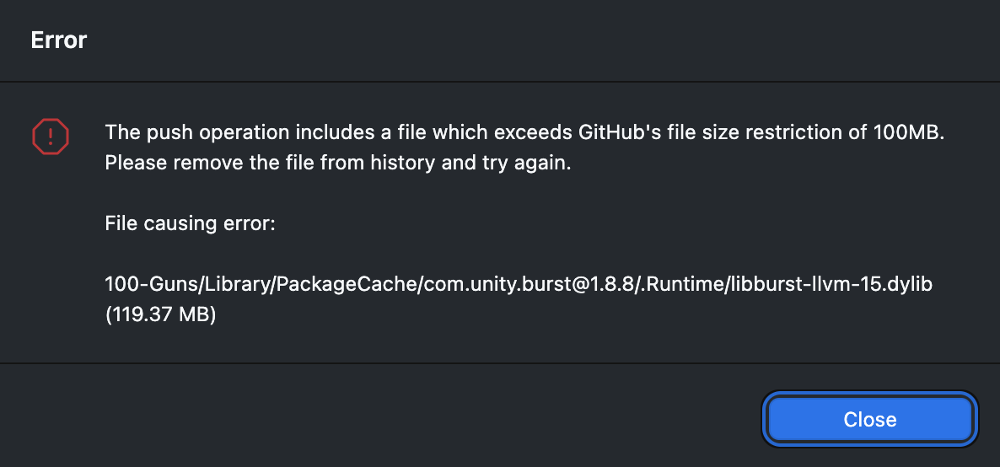 Error
The push operation includes a file which exceeds GitHub's file size restriction of 100MB.
Please remove the file from history and try again.
File causing error:
100-Guns/Library/PackageCache/com.unity.burst@1.8.8/.Runtime/libburst-llvm-15.dylib
(119.37 MB)
Close